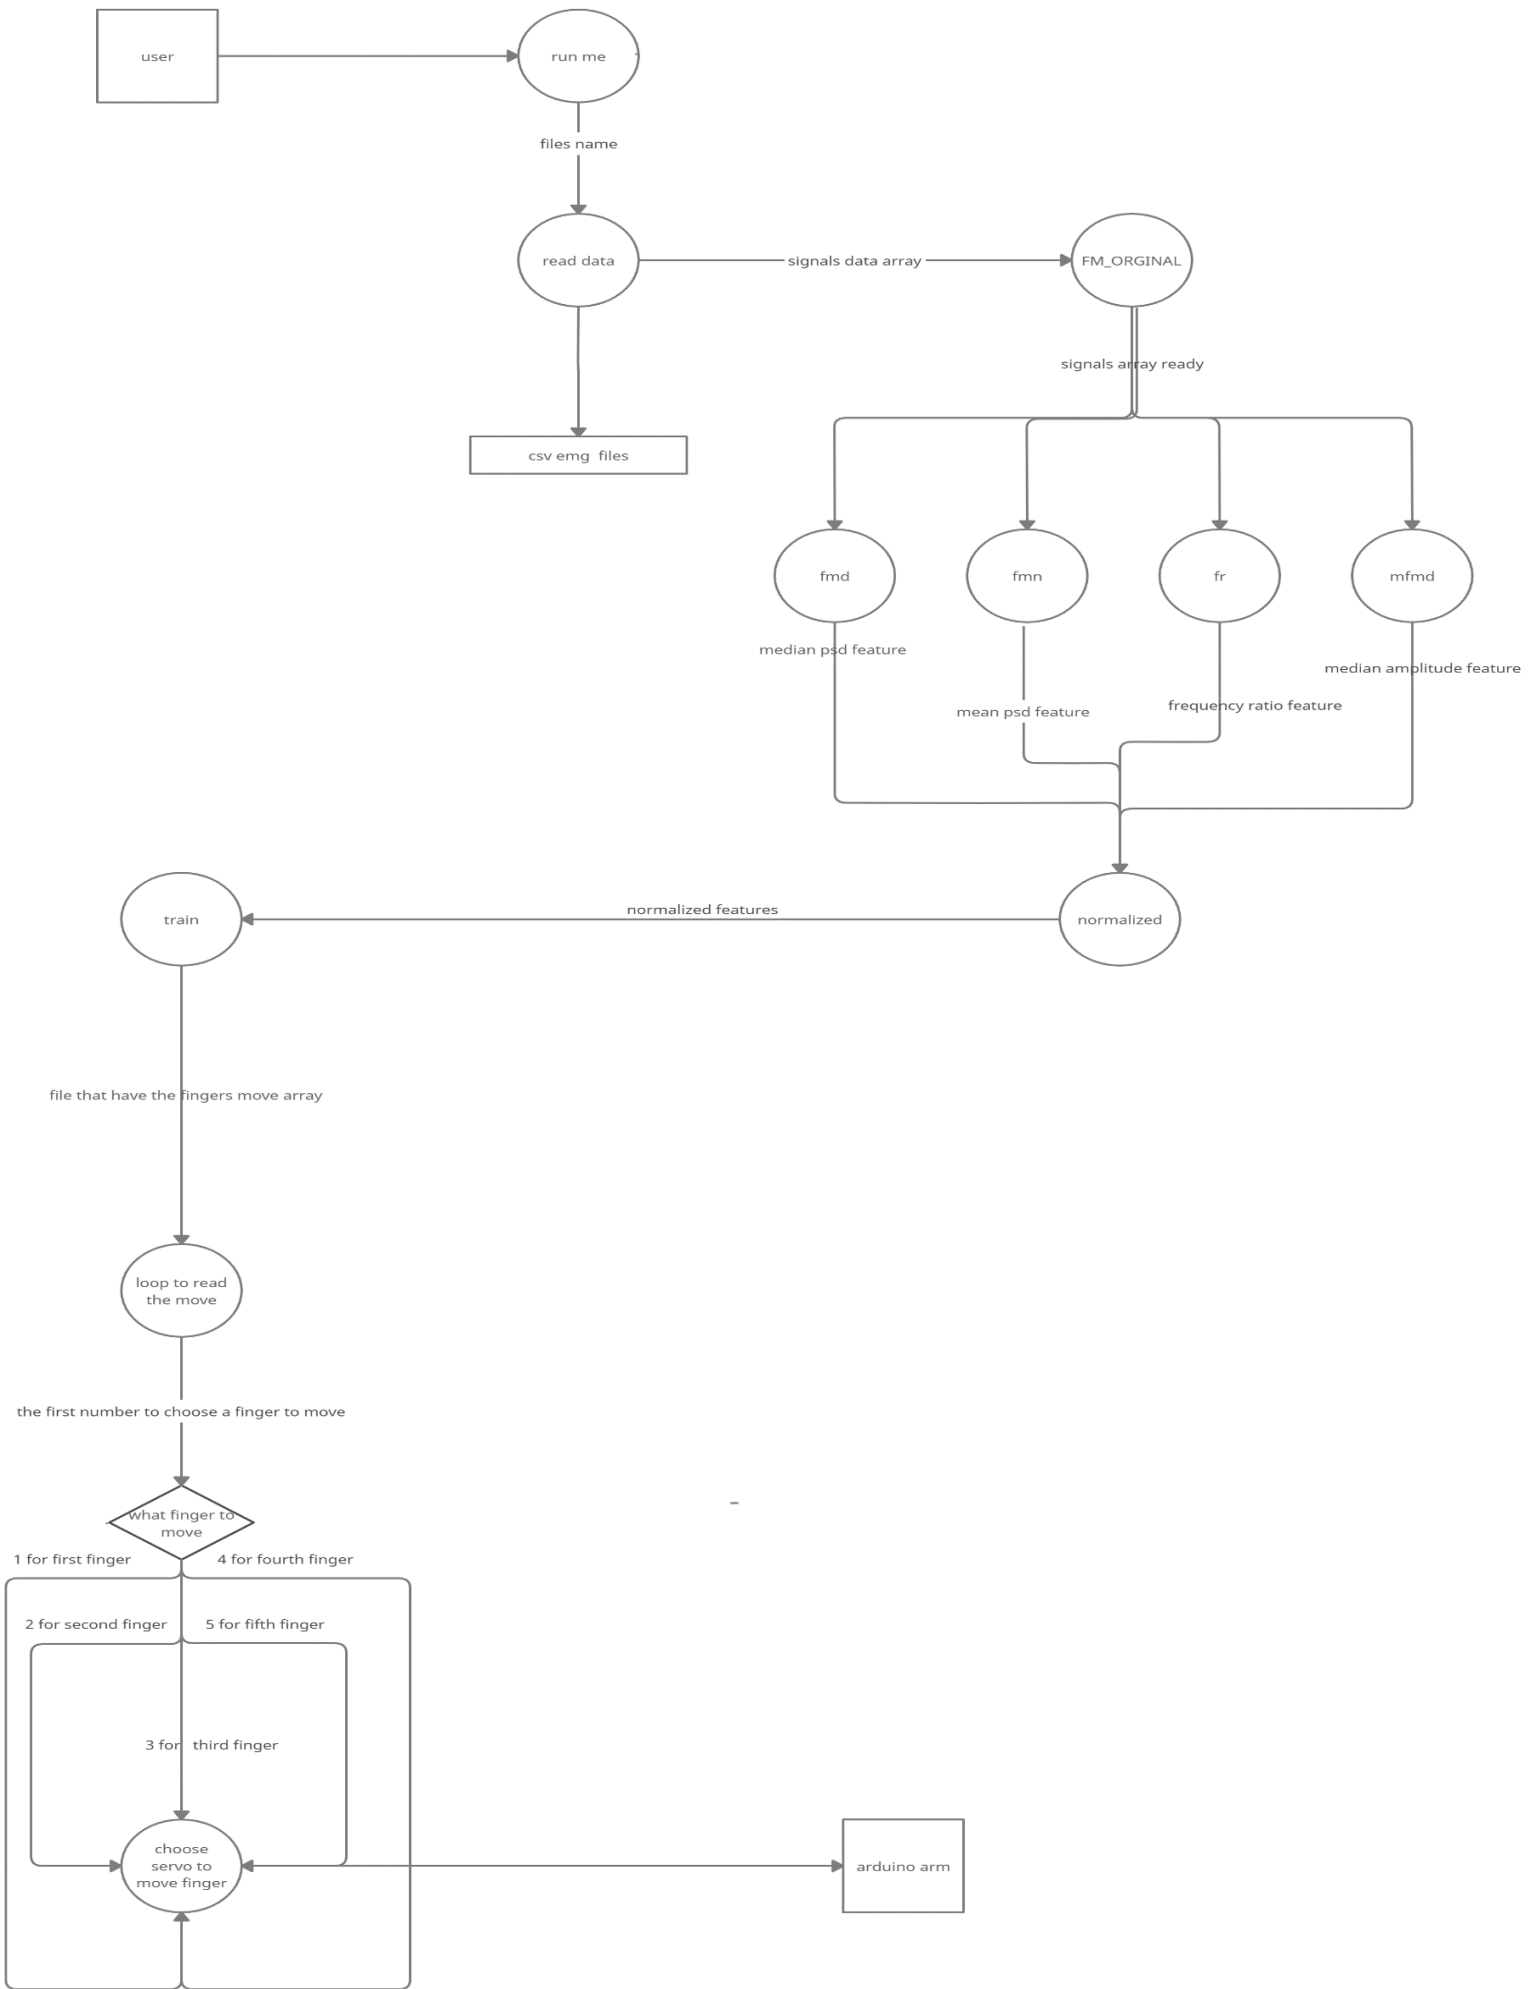 user
run me
files name
read data
signals data array
FM_ORGINAL
signals array ready
csv emg  files
fmd
fmn
fr
mfmd
median psd feature
median amplitude feature
mean psd feature
frequency ratio feature
train
normalized features
normalized
file that have the fingers move array
loop to read
the move
the first number to choose a finger to move
what finger to
move
1 for first finger
4 for fourth finger
2 for second finger
5 for fifth finger
3 for third finger
choose
servo to
move finger
arduino arm